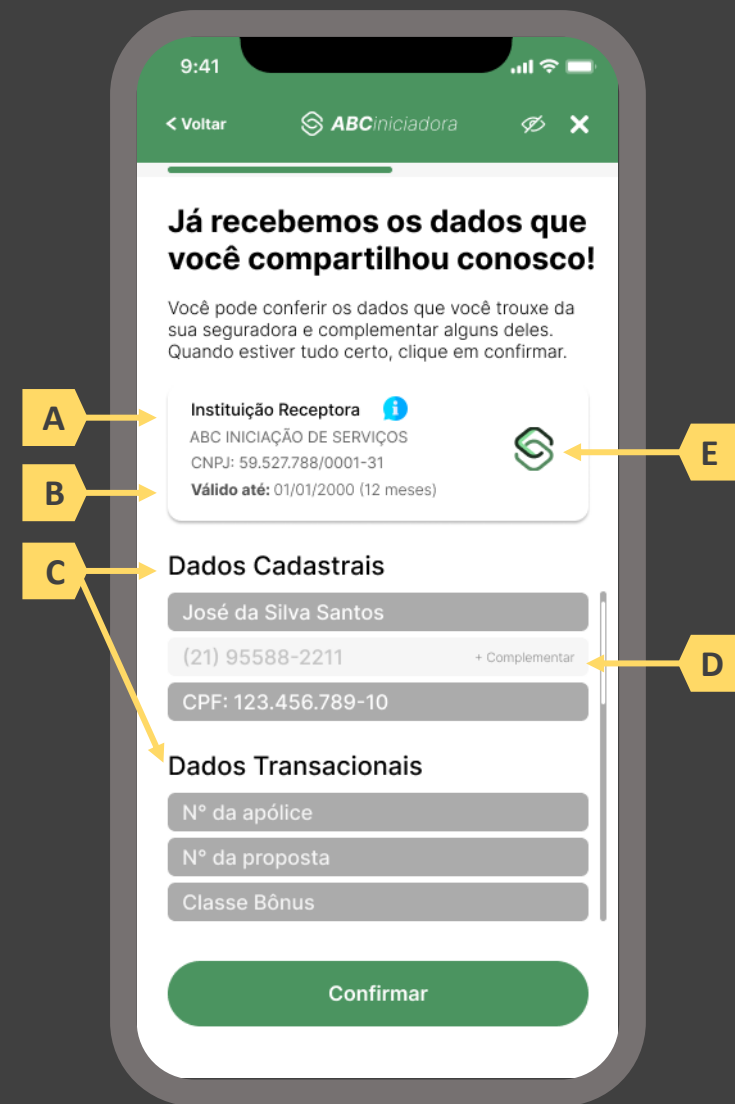 9:41
< Voltar
ABCiniciadora
Já recebemos os dados que
você compartilhou conosco!
Você pode conferir os dados que você trouxe da
sua seguradora e complementar alguns deles.
Quando estiver tudo certo, clique em confirmar.
A
Instituição Receptora
i
ABC INICIAÇÃO DE SERVIÇOS
E
CNPJ: 59.527.788/0001-31
B
Válido até: 01/01/2000 (12 meses)
C
Dados Cadastrais
José da Silva Santos
(21) 95588-2211
+ Complementar
D
CPF: 123.456.789-10
Dados Transacionais
N° da apólice
N° da proposta
Classe Bônus
Confirmar